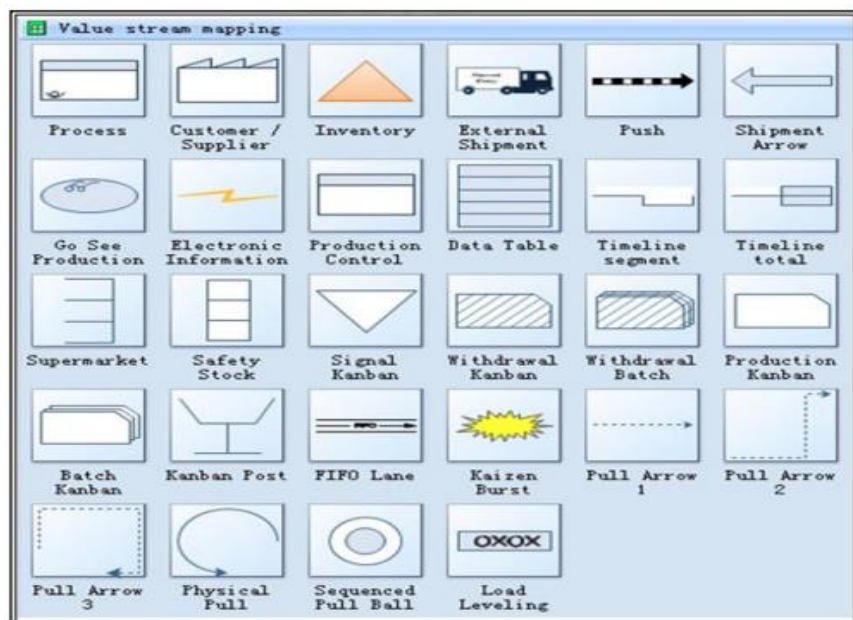 Value stream mapping
Process
Customer / Supplier
Inventory
External Shipment
Push
Shipment Arrow
Go See Production
Electronic Information
Production Control
Data Table
Timeline segment
Timeline total
Supermarket
Safety Stock
Signal Kanban
Withdrawal Kanban
Withdrawal Batch
Production Kanban
Batch Kanban
Kanban Post
FIFO
FIFO Lane
Kaizen Burst
Pull Arrow 1
Pull Arrow 2
Pull Arrow 3
Physical Pull
Sequenced Pull Ball
OXOX
Load Leveling